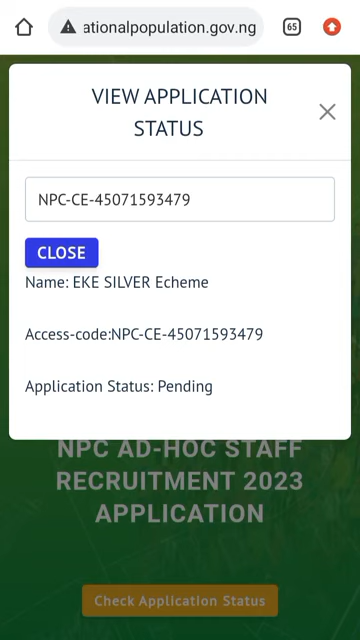 ationalpopulation.gov.ng
65
VIEW APPLICATION
STATUS
NPC-CE-45071593479
CLOSE
Name: EKE SILVER Echeme
Access-code:NPC-CE-45071593479
Application Status: Pending
NPC AD-HOC STAFF
RECRUITMENT 2023
APPLICATION
Check Application Status